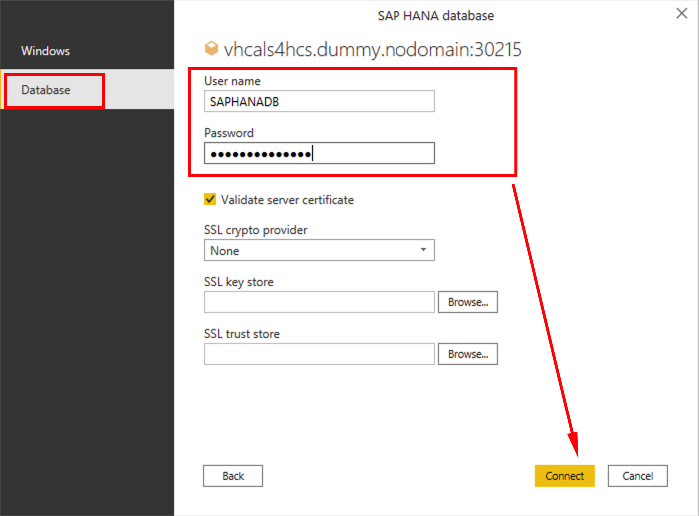 SAP HANA database
Windows
Database
vhcals4hcs.dummy.nodomain:30215
User name
SAPHANADB
Password
●●●●●●●●●●●●●●
Validate server certificate
SSL crypto provider
None
SSL key store
Browse...
SSL trust store
Browse...
Back
Connect
Cancel